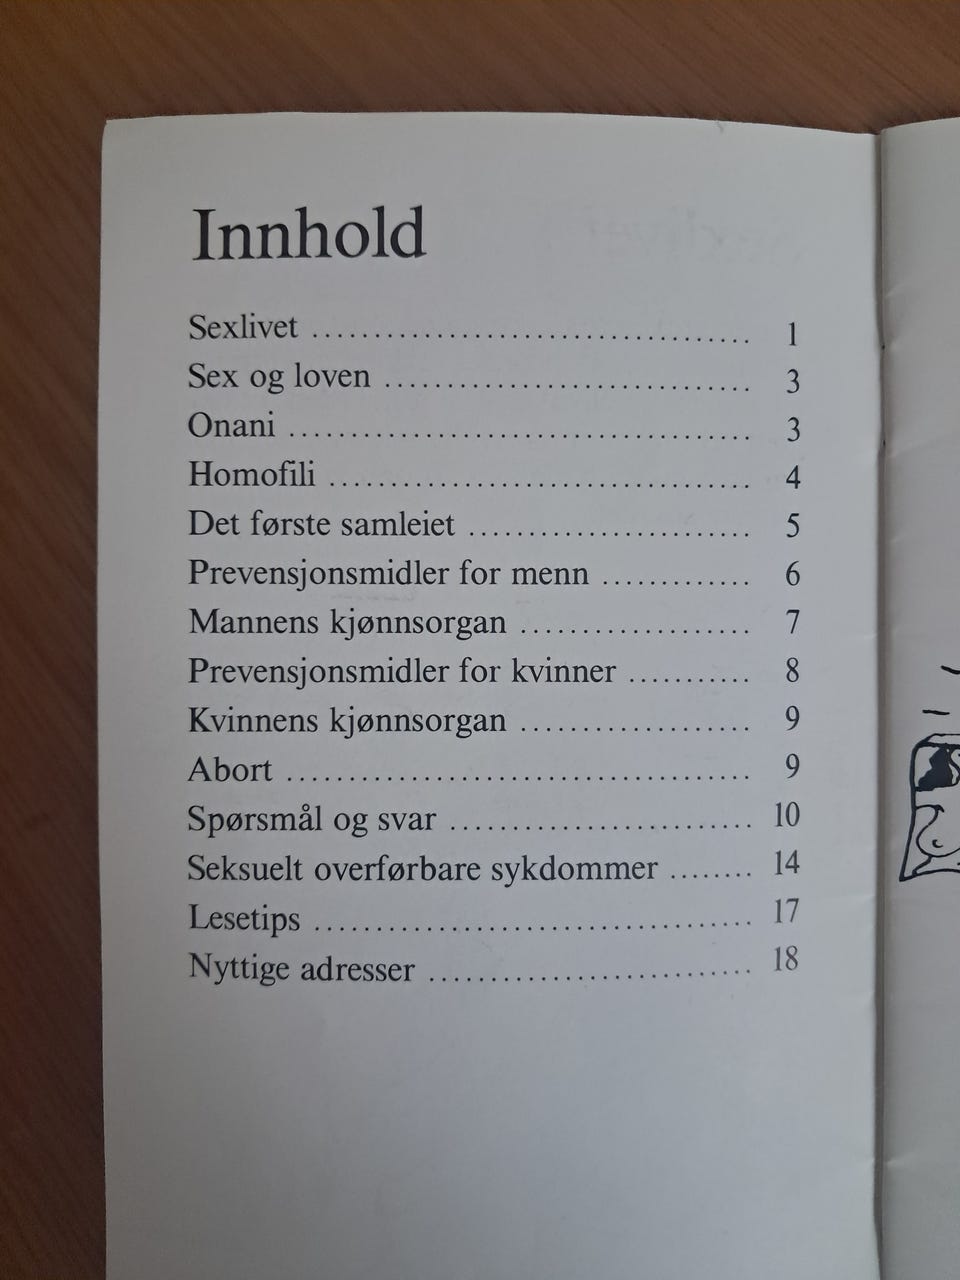 Innhold
Sexlivet ..................................... 1
Sex og loven ............................... 3
Onani ....................................... 3
Homofili ................................... 4
Det første samleiet ........................ 5
Prevensjonsmidler for menn ............. 6
Mannens kjønnsorgan .................... 7
Prevensjonsmidler for kvinner ........... 8
Kvinnens kjønnsorgan .................... 9
Abort ........................................ 9
Spørsmål og svar .......................... 10
Seksuelt overførbare sykdommer ........ 14
Lesetips ..................................... 17
Nyttige adresser ........................... 18